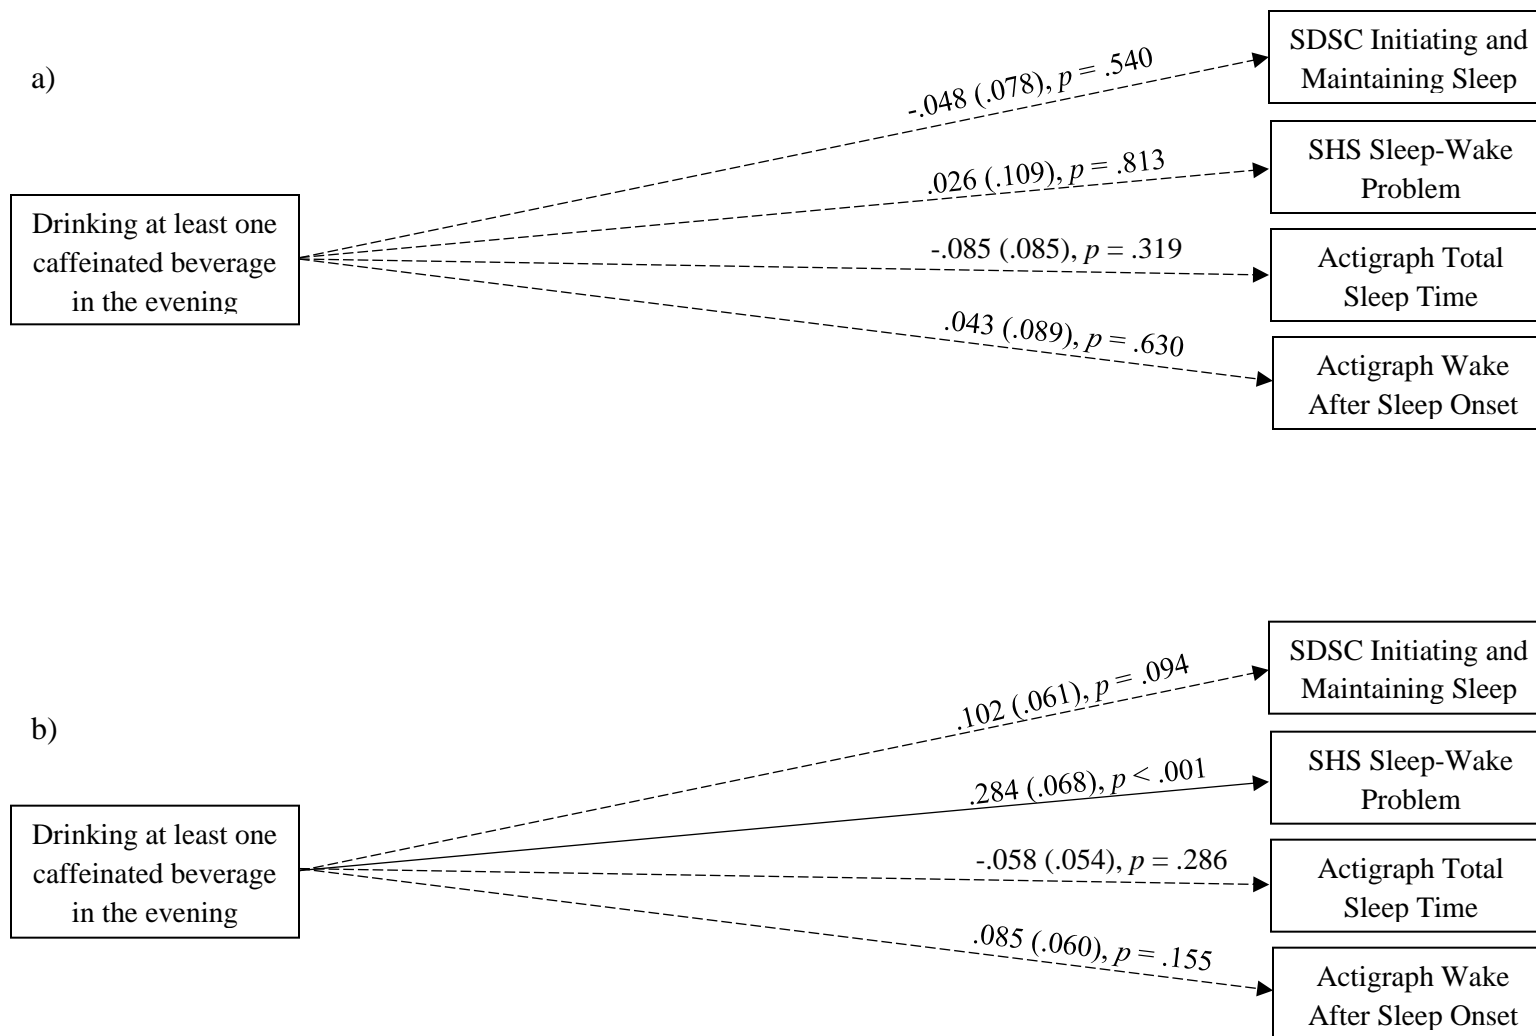 a)
SDSC Initiating and
Maintaining Sleep
-.048 (.078), p = .540
SHS Sleep-Wake
Problem
.026 (.109), p = .813
Drinking at least one
caffeinated beverage
in the evening
-.085 (.085), p = .319
Actigraph Total
Sleep Time
.043 (.089), p = .630
Actigraph Wake
After Sleep Onset
b)
SDSC Initiating and
Maintaining Sleep
.102 (.061), p = .094
SHS Sleep-Wake
Problem
.284 (.068), p < .001
Drinking at least one
caffeinated beverage
in the evening
-.058 (.054), p = .286
Actigraph Total
Sleep Time
.085 (.060), p = .155
Actigraph Wake
After Sleep Onset